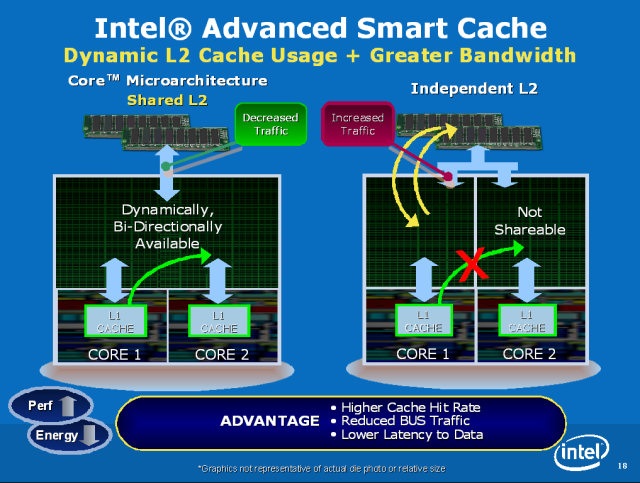 Intel® Advanced Smart Cache
Dynamic L2 Cache Usage + Greater Bandwidth
Core™ Microarchitecture
Shared L2
Decreased
Traffic
Dynamically,
Bi-Directionally
Available
L1
CACHE
L1
CACHE
CORE 1
CORE 2
Independent L2
Increased
Traffic
Not
Shareable
X
L1
CACHE
L1
CACHE
CORE 1
CORE 2
Perf
Energy
ADVANTAGE
• Higher Cache Hit Rate
• Reduced BUS Traffic
• Lower Latency to Data
intel
*Graphics not representative of actual die photo or relative size
18